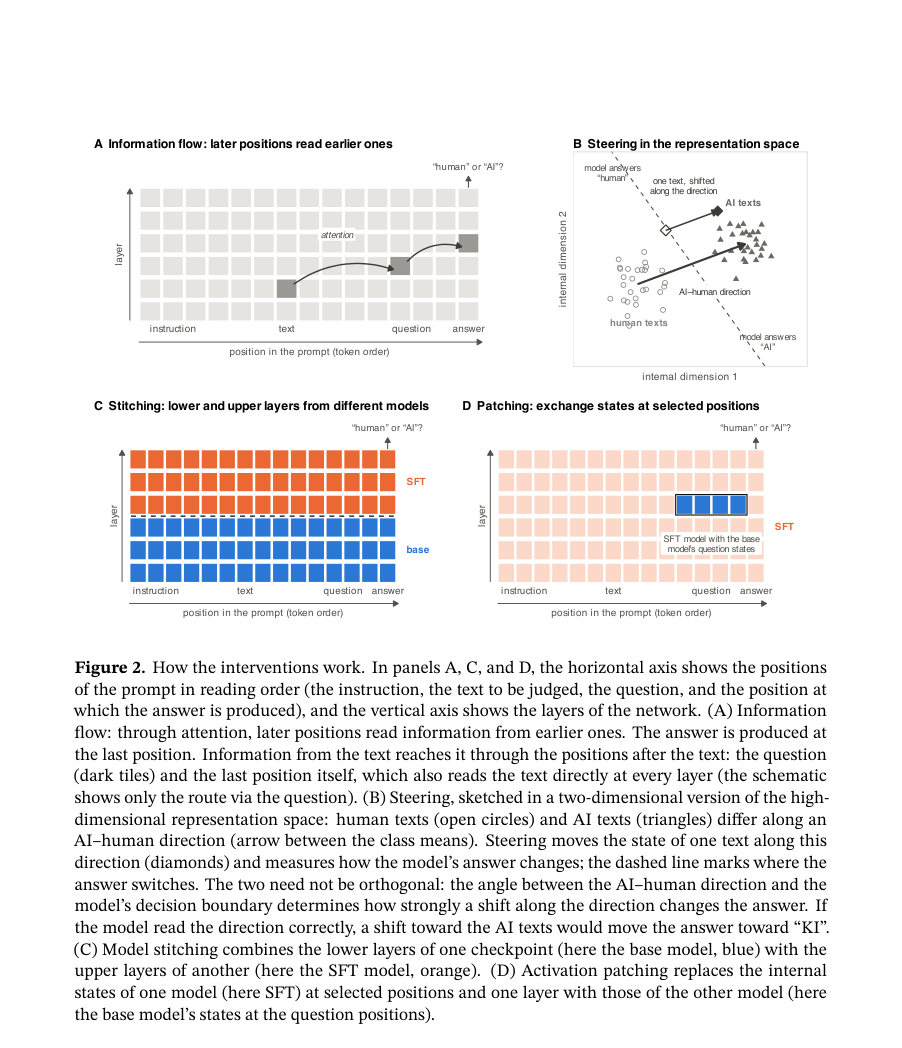 A Information flow: later positions read earlier ones
"human" or "AI"?
layer
attention
instruction text question answer
position in the prompt (token order)
B Steering in the representation space
model answers
"human"
one text, shifted
along the direction
AI texts
internal dimension 2
AI–human direction
human texts
model answers
"AI"
internal dimension 1
C Stitching: lower and upper layers from different models
"human" or "AI"?
layer
SFT
base
instruction text question answer
position in the prompt (token order)
D Patching: exchange states at selected positions
"human" or "AI"?
layer
SFT
SFT model with the base
model's question states
instruction text question answer
position in the prompt (token order)
Figure 2. How the interventions work. In panels A, C, and D, the horizontal axis shows the positions
of the prompt in reading order (the instruction, the text to be judged, the question, and the position at
which the answer is produced), and the vertical axis shows the layers of the network. (A) Information
flow: through attention, later positions read information from earlier ones. The answer is produced at
the last position. Information from the text reaches it through the positions after the text: the question
(dark tiles) and the last position itself, which also reads the text directly at every layer (the schematic
shows only the route via the question). (B) Steering, sketched in a two-dimensional version of the high-
dimensional representation space: human texts (open circles) and AI texts (triangles) differ along an
AI–human direction (arrow between the class means). Steering moves the state of one text along this
direction (diamonds) and measures how the model's answer changes; the dashed line marks where the
answer switches. The two need not be orthogonal: the angle between the AI–human direction and the
model's decision boundary determines how strongly a shift along the direction changes the answer. If
the model read the direction correctly, a shift toward the AI texts would move the answer toward "KI".
(C) Model stitching combines the lower layers of one checkpoint (here the base model, blue) with the
upper layers of another (here the SFT model, orange). (D) Activation patching replaces the internal
states of one model (here SFT) at selected positions and one layer with those of the other model (here
the base model's states at the question positions).